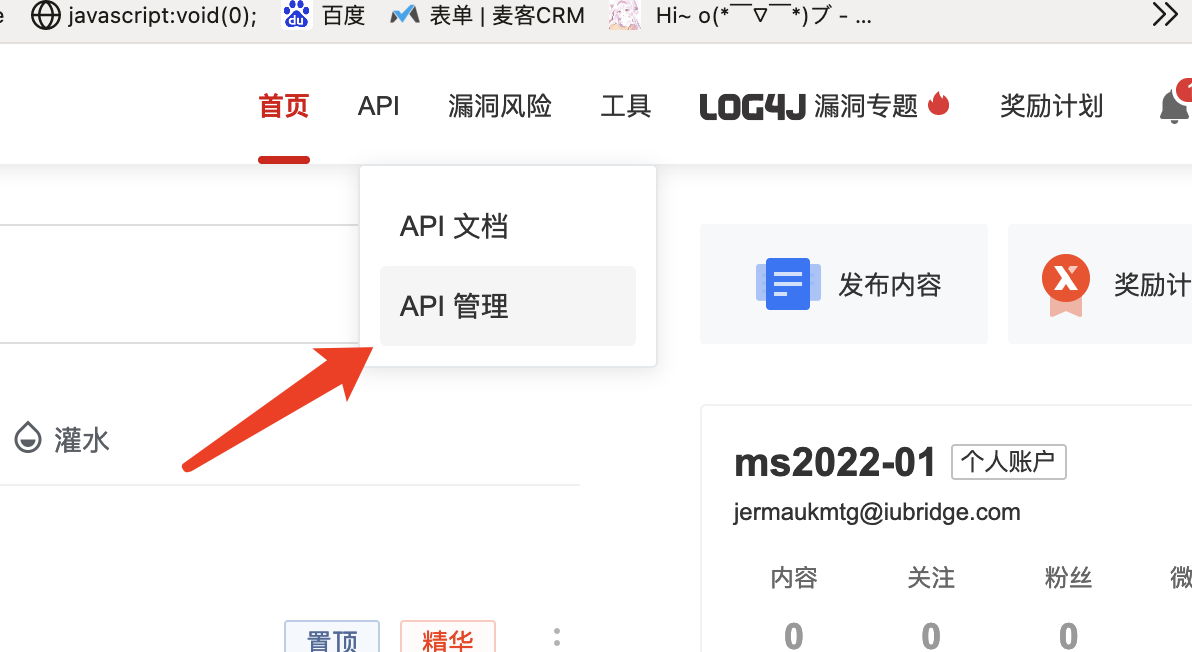 javascript:void(0); 百度 表单 | 麦客CRM Hi~ o(*￣▽￣*)ブ - ...
首页 API 漏洞风险 工具 LOG4J 漏洞专题 奖励计划
API 文档
API 管理
发布内容 奖励计
灌水
ms2022-01 个人账户
jermaukmtg@iubridge.com
内容 关注 粉丝 微
0 0 0
置顶 精华